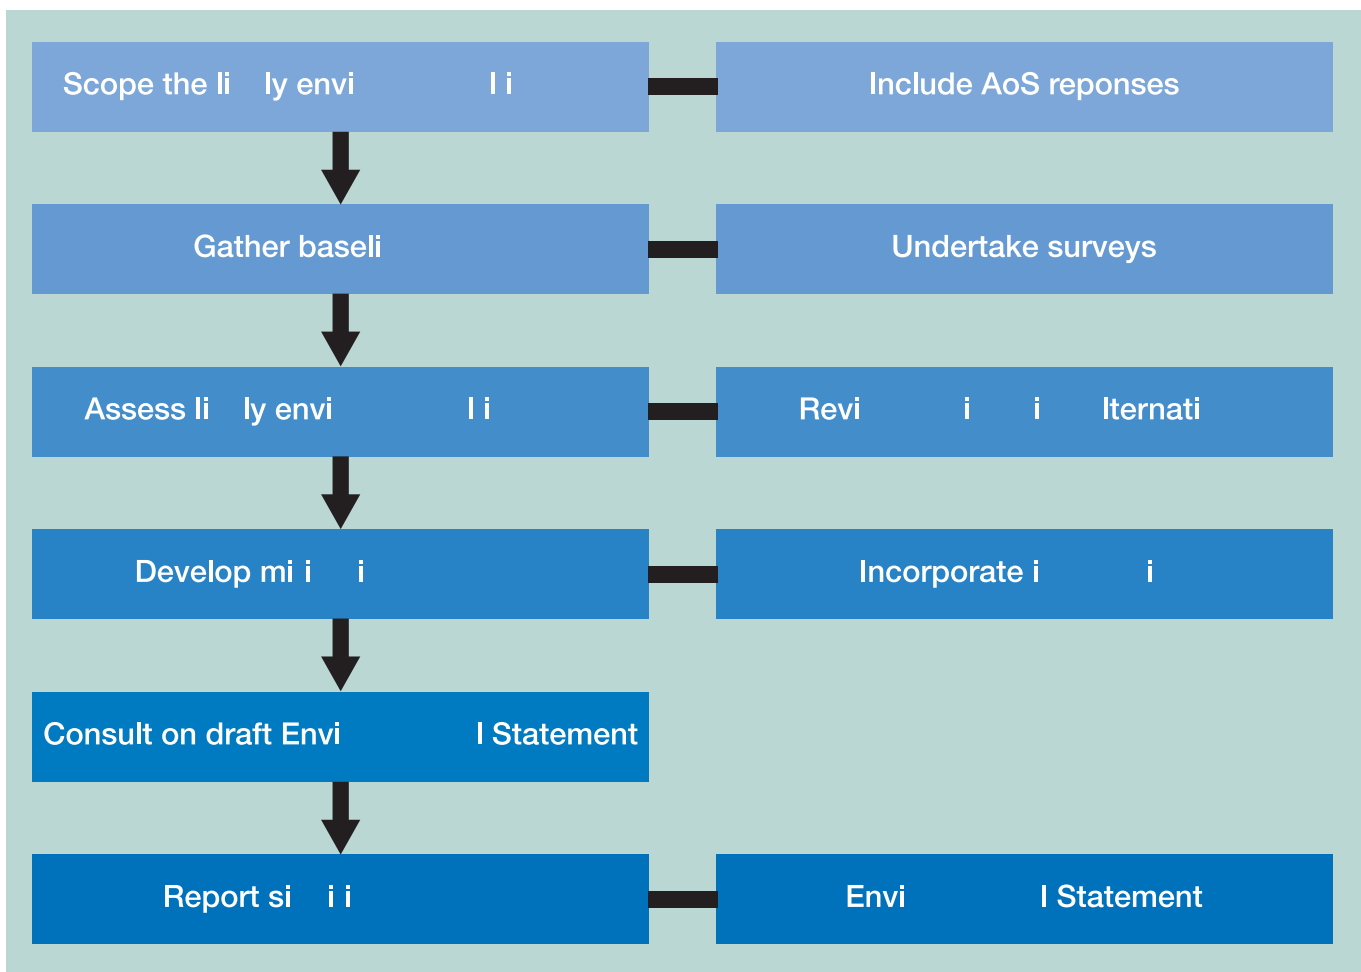 Scope the li ly envi l i
Include AoS reponses
Gather baseli
Undertake surveys
Assess li ly envi l i
Revi i i lternati
Develop mi i i
Incorporate i i
Consult on draft Envi l Statement
Report si i i
Envi l Statement